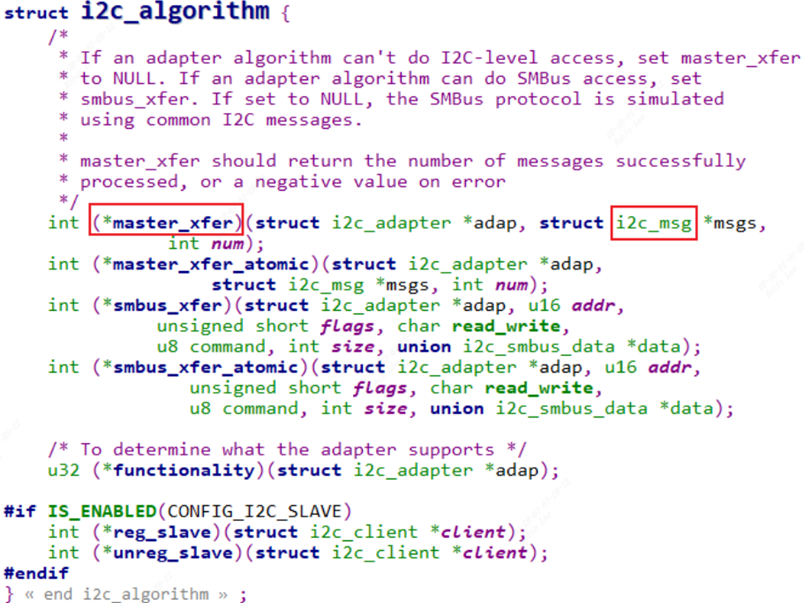 struct i2c_algorithm {
/*
* If an adapter algorithm can't do I2C-level access, set master_xfer
* to NULL. If an adapter algorithm can do SMBus access, set
* smbus_xfer. If set to NULL, the SMBus protocol is simulated
* using common I2C messages.
*
* master_xfer should return the number of messages successfully
* processed, or a negative value on error
*/
int (*master_xfer)(struct i2c_adapter *adap, struct i2c_msg *msgs,
int num);
int (*master_xfer_atomic)(struct i2c_adapter *adap,
struct i2c_msg *msgs, int num);
int (*smbus_xfer)(struct i2c_adapter *adap, u16 addr,
unsigned short flags, char read_write,
u8 command, int size, union i2c_smbus_data *data);
int (*smbus_xfer_atomic)(struct i2c_adapter *adap, u16 addr,
unsigned short flags, char read_write,
u8 command, int size, union i2c_smbus_data *data);
/* To determine what the adapter supports */
u32 (*functionality)(struct i2c_adapter *adap);
#if IS_ENABLED(CONFIG_I2C_SLAVE)
int (*reg_slave)(struct i2c_client *client);
int (*unreg_slave)(struct i2c_client *client);
#endif
} « end i2c_algorithm » ;